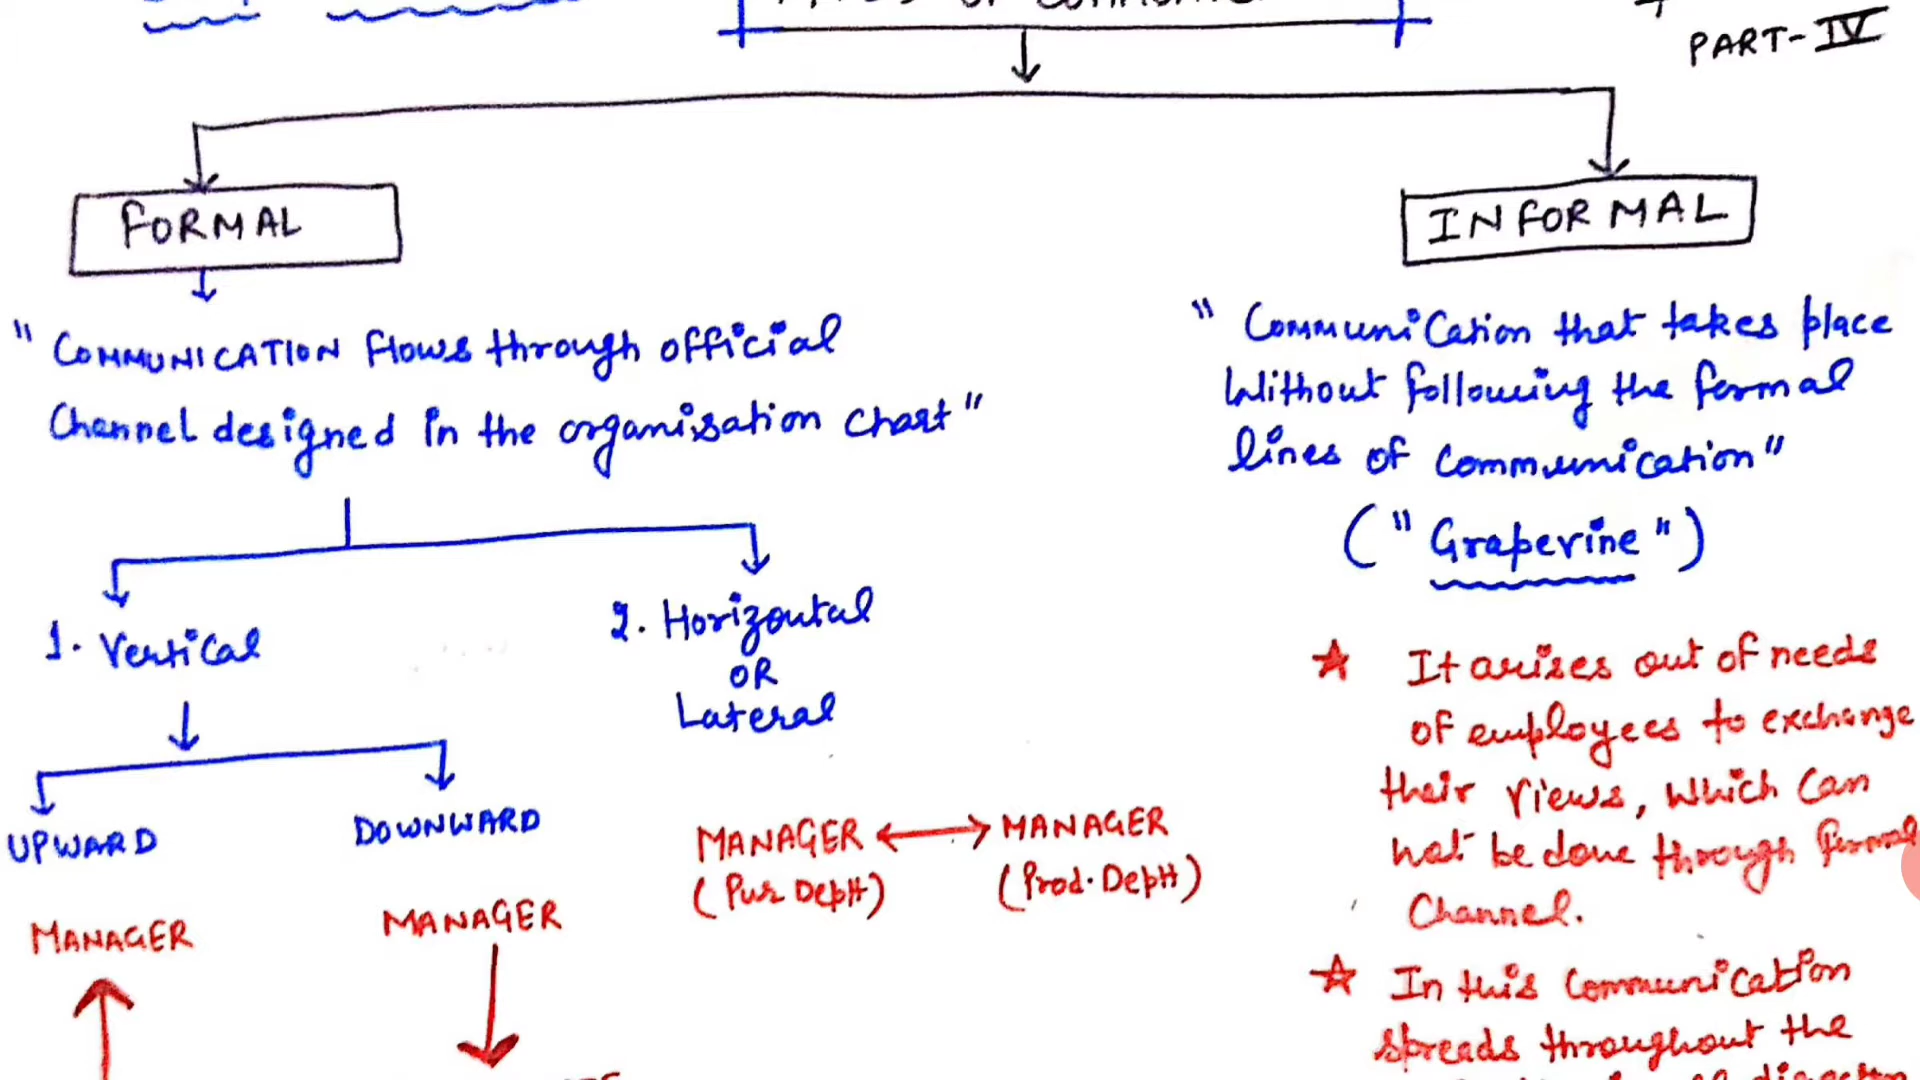 PART-IV
FORMAL
INFORMAL
"COMMUNICATION flows through official
Channel designed in the organisation chart"
1. Vertical
2. Horizontal
OR
Lateral
UPWARD
DOWNWARD
MANAGER
MANAGER
MANAGER ↔ MANAGER
(Pur Deptt) (Prod. Deptt)
"Communication that takes place
Without following the formal
lines of communication"
("Grapevine")
★ It arises out of needs
of employees to exchange
their views, which can
not be done through formal
Channel.
★ In this Communication
spreads throughout the